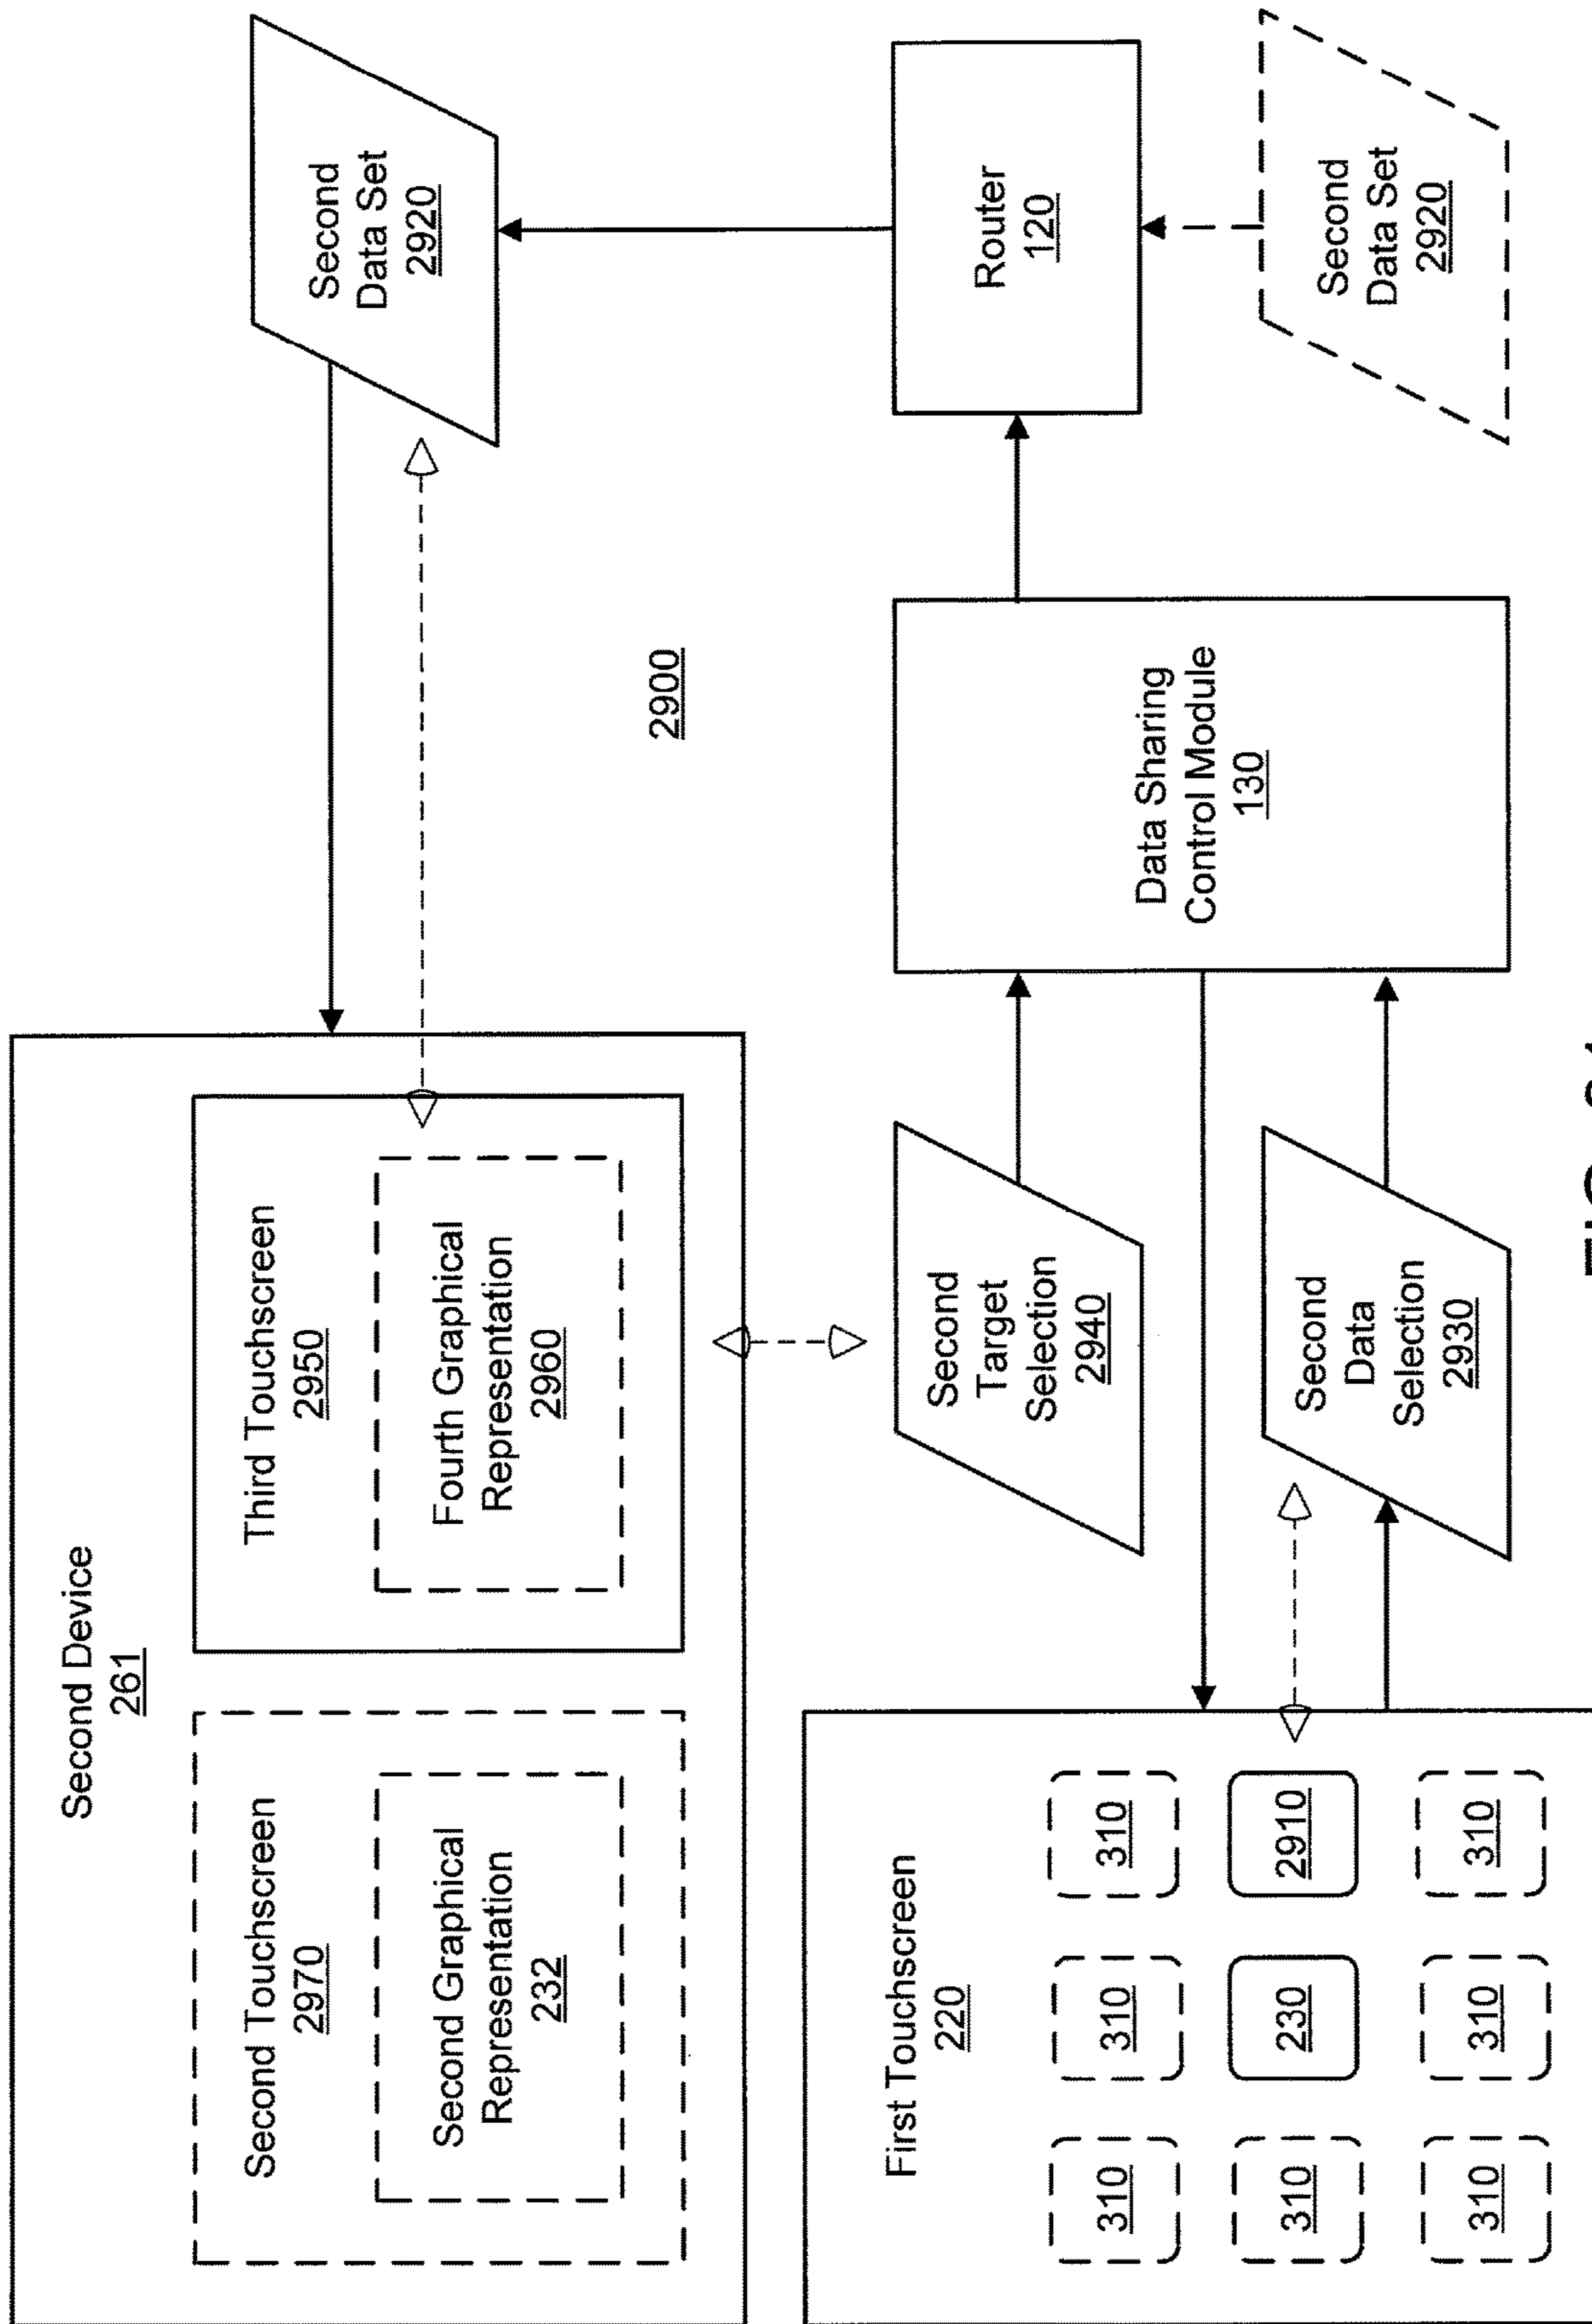 Second Device
261
Second Touchscreen
2970
Second Graphical
Representation
232
Third Touchscreen
2950
Fourth Graphical
Representation
2960
Second
Data Set
2920
2900
First Touchscreen
220
310
310
310
310
230
2910
310
310
310
Second
Target
Selection
2940
Second
Data
Selection
2930
Data Sharing
Control Module
130
Router
120
Second
Data Set
2920